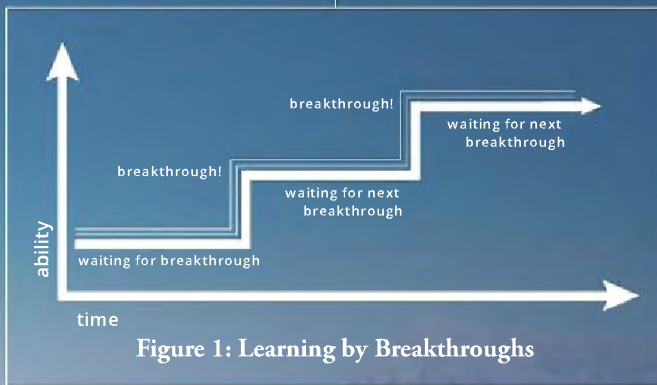 breakthrough!
waiting for next
breakthrough
breakthrough!
waiting for next
breakthrough
ability
waiting for breakthrough
time
Figure 1: Learning by Breakthroughs